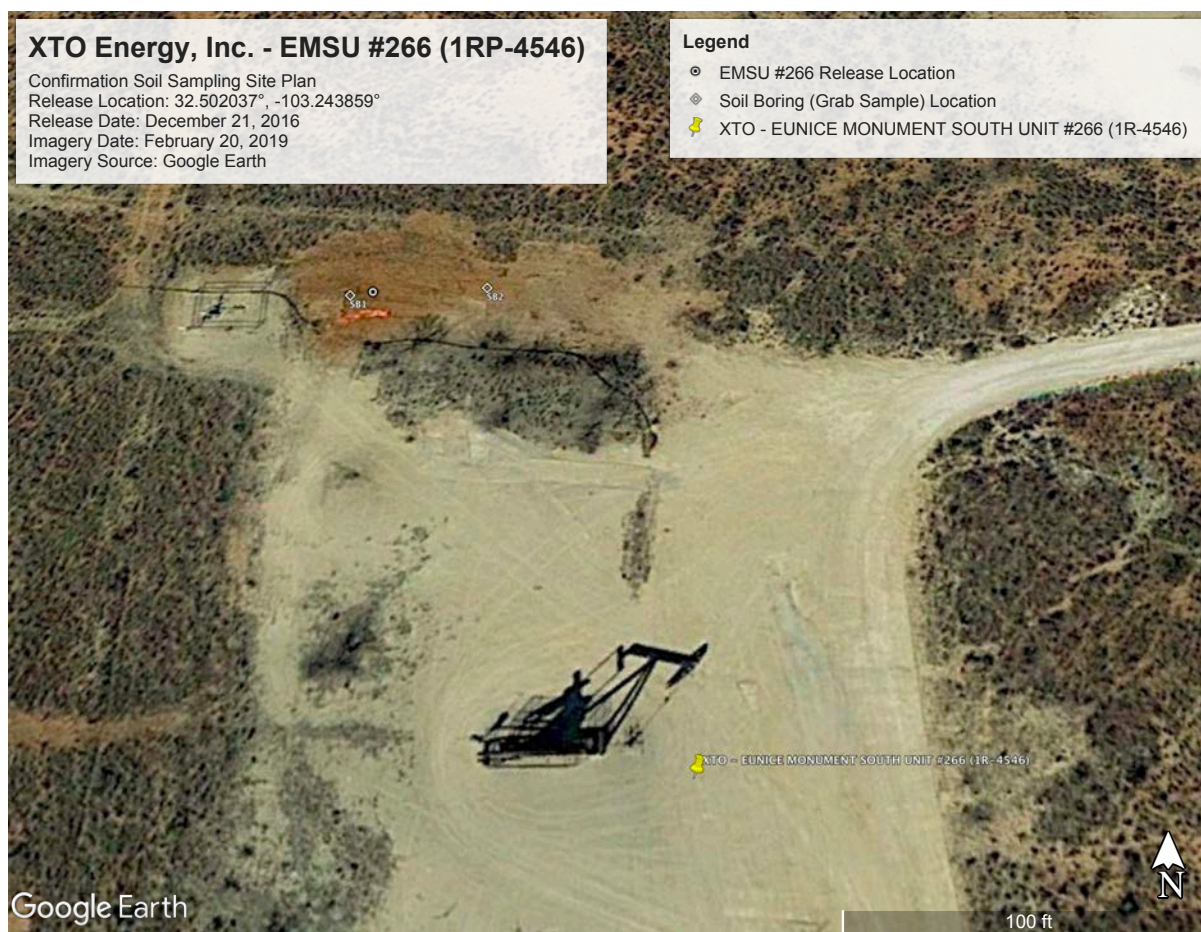 XTO Energy, Inc. - EMSU #266 (1RP-4546)
Confirmation Soil Sampling Site Plan
Release Location: 32.502037°, -103.243859°
Release Date: December 21, 2016
Imagery Date: February 20, 2019
Imagery Source: Google Earth
Legend
EMSU #266 Release Location
Soil Boring (Grab Sample) Location
XTO - EUNICE MONUMENT SOUTH UNIT #266 (1R-4546)
SB1
SB2
XTO - EUNICE MONUMENT SOUTH UNIT #266 (1R-4546)
N
Google Earth
100 ft